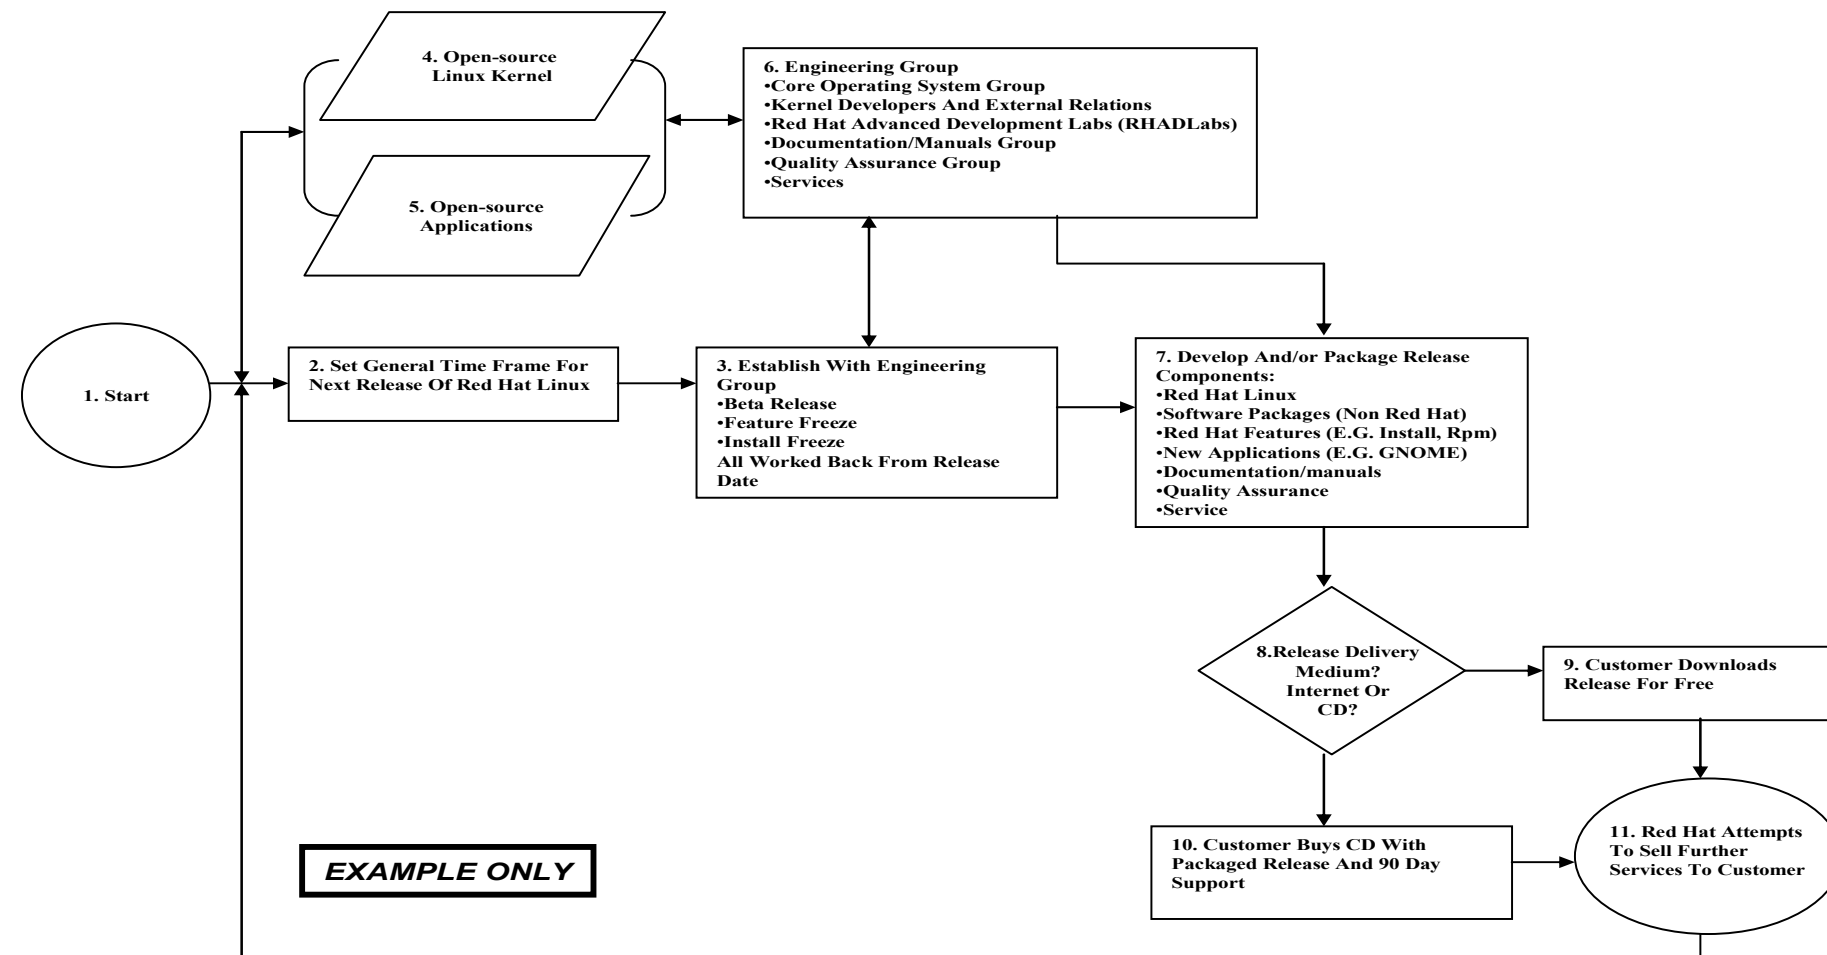 4. Open-source
Linux Kernel
5. Open-source
Applications
6. Engineering Group
•Core Operating System Group
•Kernel Developers And External Relations
•Red Hat Advanced Development Labs (RHADLabs)
•Documentation/Manuals Group
•Quality Assurance Group
•Services
1. Start
2. Set General Time Frame For
Next Release Of Red Hat Linux
3. Establish With Engineering
Group
•Beta Release
•Feature Freeze
•Install Freeze
All Worked Back From Release
Date
7. Develop And/or Package Release
Components:
•Red Hat Linux
•Software Packages (Non Red Hat)
•Red Hat Features (E.G. Install, Rpm)
•New Applications (E.G. GNOME)
•Documentation/manuals
•Quality Assurance
•Service
8.Release Delivery
Medium?
Internet Or
CD?
9. Customer Downloads
Release For Free
10. Customer Buys CD With
Packaged Release And 90 Day
Support
11. Red Hat Attempts
To Sell Further
Services To Customer
EXAMPLE ONLY